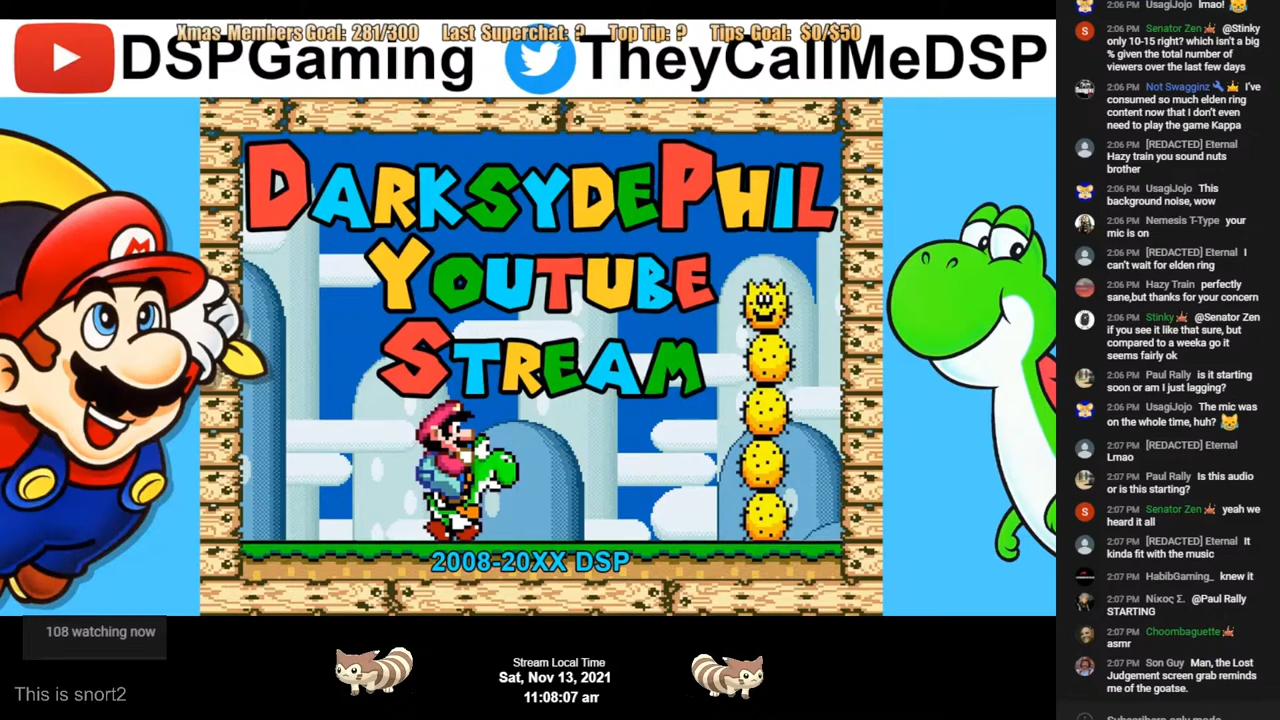 Xmas Members Goal: 281/300 Last Superchat: ? Top Tip: ? Tips Goal: $0/$50
DSPGaming TheyCallMeDSP
DARKSYDEPHIL
YOUTUBE
STREAM
2008-20XX DSP
108 watching now
This is snort2
Stream Local Time
Sat, Nov 13, 2021
11:08:07 am
2:06 PM UsagiJojo lmao!
S
2:06 PM Senator Zen @Stinky
only 10-15 right? which isn't a big
% given the total number of
viewers over the last few days
2:06 PM Not Swagginz I've
consumed so much elden ring
content now that I don't even
need to play the game Kappa
2:06 PM [REDACTED] Eternal
Hazy train you sound nuts
brother
2:06 PM UsagiJojo This
background noise, wow
2:06 PM Nemesis T-Type your
mic is on
2:06 PM [REDACTED] Eternal I
can't wait for elden ring
2:06 PM Hazy Train perfectly
sane,but thanks for your concern
2:06 PM Stinky @Senator Zen
if you see it like that sure, but
compared to a weeka go it
seems fairly ok
2:06 PM Paul Rally is it starting
soon or am I just lagging?
2:06 PM UsagiJojo The mic was
on the whole time, huh?
2:07 PM [REDACTED] Eternal
Lmao
2:07 PM Paul Rally Is this audio
or is this starting?
S
2:07 PM Senator Zen yeah we
heard it all
2:07 PM [REDACTED] Eternal It
kinda fit with the music
2:07 PM HabibGaming_ knew it
2:07 PM Νίκος Σ. @Paul Rally
STARTING
2:07 PM Choombaguette
asmr
2:07 PM Son Guy Man, the Lost
Judgement screen grab reminds
me of the goatse.
Subscribers-only mode